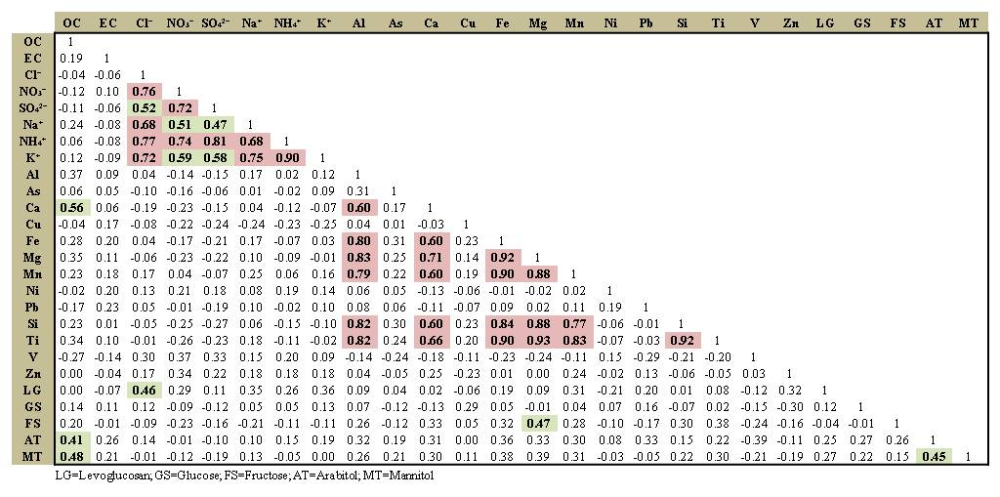 OC EC Cl⁻ NO₃⁻ SO₄²⁻ Na⁺ NH₄⁺ K⁺ Al As Ca Cu Fe Mg Mn Ni Pb Si Ti V Zn LG GS FS AT MT
OC 1
EC 0.19 1
Cl⁻ -0.04 -0.06 1
NO₃⁻ -0.12 0.10 0.76 1
SO₄²⁻ -0.11 -0.06 0.52 0.72 1
Na⁺ 0.24 -0.08 0.68 0.51 0.47 1
NH₄⁺ 0.06 -0.08 0.77 0.74 0.81 0.68 1
K⁺ 0.12 -0.09 0.72 0.59 0.58 0.75 0.90 1
Al 0.37 0.09 0.04 -0.14 -0.15 0.17 0.02 0.12 1
As 0.06 0.05 -0.10 -0.16 -0.06 0.01 -0.02 0.09 0.31 1
Ca 0.56 0.06 -0.19 -0.23 -0.15 0.04 -0.12 -0.07 0.60 0.17 1
Cu -0.04 0.17 -0.08 -0.22 -0.24 -0.24 -0.23 -0.25 0.04 0.01 -0.03 1
Fe 0.28 0.20 0.04 -0.17 -0.21 0.17 -0.07 0.03 0.80 0.31 0.60 0.23 1
Mg 0.35 0.11 -0.06 -0.23 -0.22 0.10 -0.09 -0.01 0.83 0.25 0.71 0.14 0.92 1
Mn 0.23 0.18 0.17 0.04 -0.07 0.25 0.06 0.16 0.79 0.22 0.60 0.19 0.90 0.88 1
Ni -0.02 0.20 0.13 0.21 0.18 0.08 0.19 0.14 0.06 0.05 -0.13 -0.06 -0.01 -0.02 0.02 1
Pb -0.17 0.23 0.05 -0.01 -0.19 0.10 -0.02 0.10 0.08 0.06 -0.11 -0.07 0.09 0.02 0.11 0.19 1
Si 0.23 0.01 -0.05 -0.25 -0.27 0.06 -0.15 -0.10 0.82 0.30 0.60 0.23 0.84 0.88 0.77 -0.06 -0.01 1
Ti 0.34 0.10 -0.01 -0.26 -0.23 0.18 -0.11 -0.02 0.82 0.24 0.66 0.20 0.90 0.93 0.83 -0.07 -0.03 0.92 1
V -0.27 -0.14 0.30 0.37 0.33 0.15 0.20 0.09 -0.14 -0.24 -0.18 -0.11 -0.23 -0.24 -0.11 0.15 -0.29 -0.21 -0.20 1
Zn 0.00 -0.04 0.17 0.34 0.22 0.18 0.18 0.18 0.04 -0.05 0.25 -0.23 0.01 0.00 0.24 -0.02 0.13 -0.06 -0.05 0.03 1
LG 0.00 -0.07 0.46 0.29 0.11 0.35 0.26 0.36 0.09 0.04 0.02 -0.06 0.19 0.09 0.31 -0.21 0.20 0.01 0.08 -0.12 0.32 1
GS 0.14 0.11 0.12 -0.09 -0.12 0.05 0.05 0.13 0.07 -0.12 -0.13 0.29 0.05 -0.01 0.04 0.07 0.16 -0.07 0.02 -0.15 -0.30 0.12 1
FS 0.20 -0.01 -0.09 -0.23 -0.16 -0.21 -0.11 -0.11 0.26 -0.12 0.33 0.05 0.32 0.47 0.28 -0.10 -0.17 0.30 0.38 -0.24 -0.16 -0.04 -0.01 1
AT 0.41 0.26 0.14 -0.01 -0.10 0.10 0.15 0.19 0.32 0.19 0.31 0.00 0.36 0.33 0.30 0.08 0.33 0.15 0.22 -0.39 -0.11 0.25 0.27 0.26 1
MT 0.48 0.21 -0.01 -0.12 -0.19 0.13 -0.05 0.00 0.26 0.21 0.30 0.11 0.38 0.39 0.31 -0.03 -0.05 0.22 0.30 -0.21 -0.19 0.27 0.22 0.15 0.45 1
LG=Levoglucosan; GS=Glucose; FS=Fructose; AT=Arabitol; MT=Mannitol